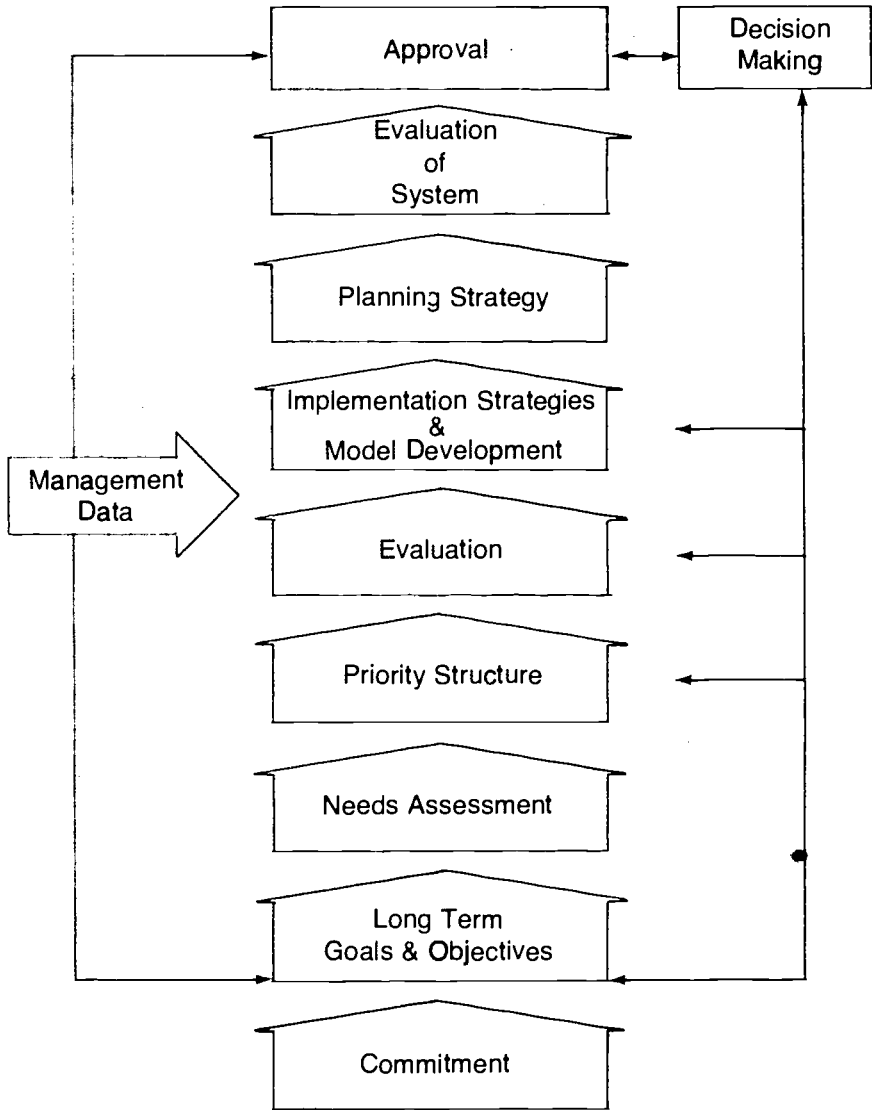 Approval
Decision
Making
Evaluation
of
System
Planning Strategy
Implementation Strategies
&
Model Development
Management
Data
Evaluation
Priority Structure
Needs Assessment
Long Term
Goals & Objectives
Commitment